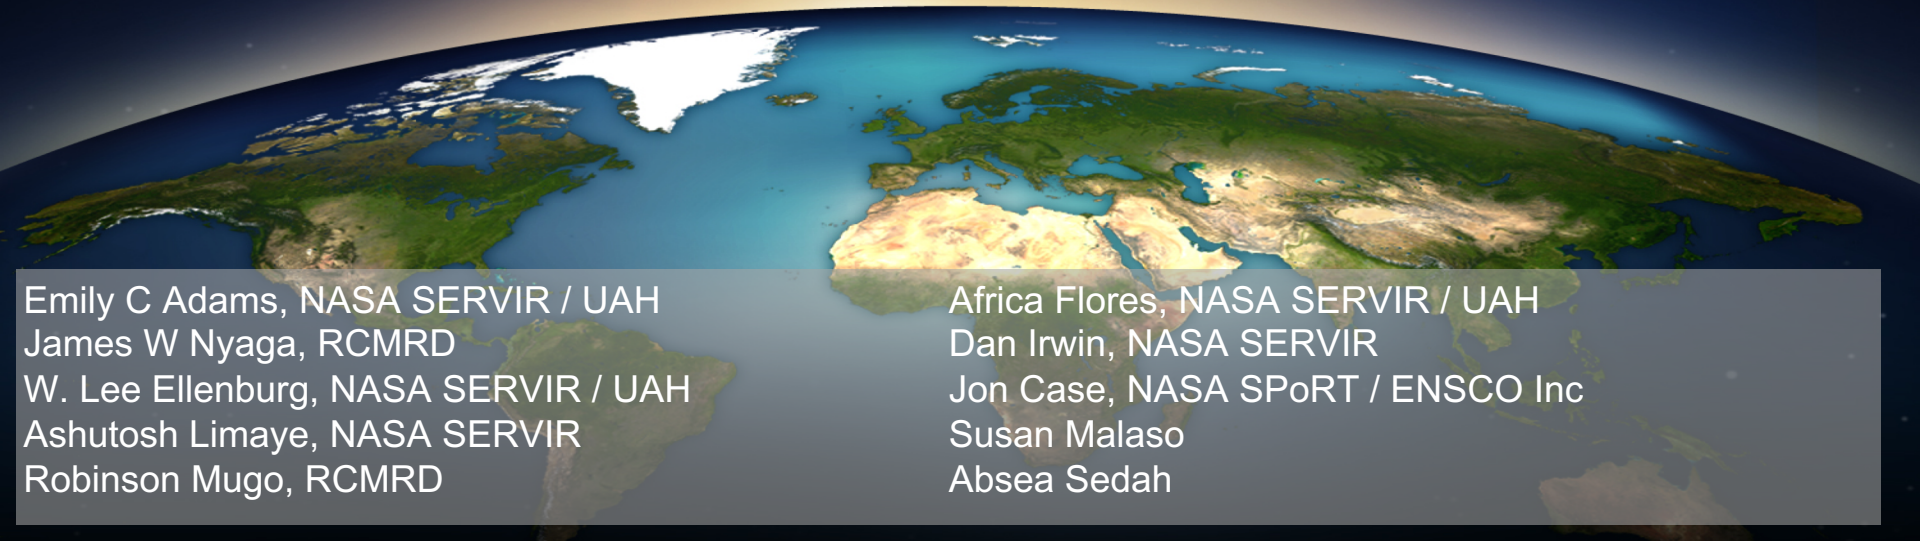 Emily C Adams, NASA SERVIR / UAH
James W Nyaga, RCMRD
W. Lee Ellenburg, NASA SERVIR / UAH
Ashutosh Limaye, NASA SERVIR
Robinson Mugo, RCMRD
Africa Flores, NASA SERVIR / UAH
Dan Irwin, NASA SERVIR
Jon Case, NASA SPoRT / ENSCO Inc
Susan Malaso
Absea Sedah